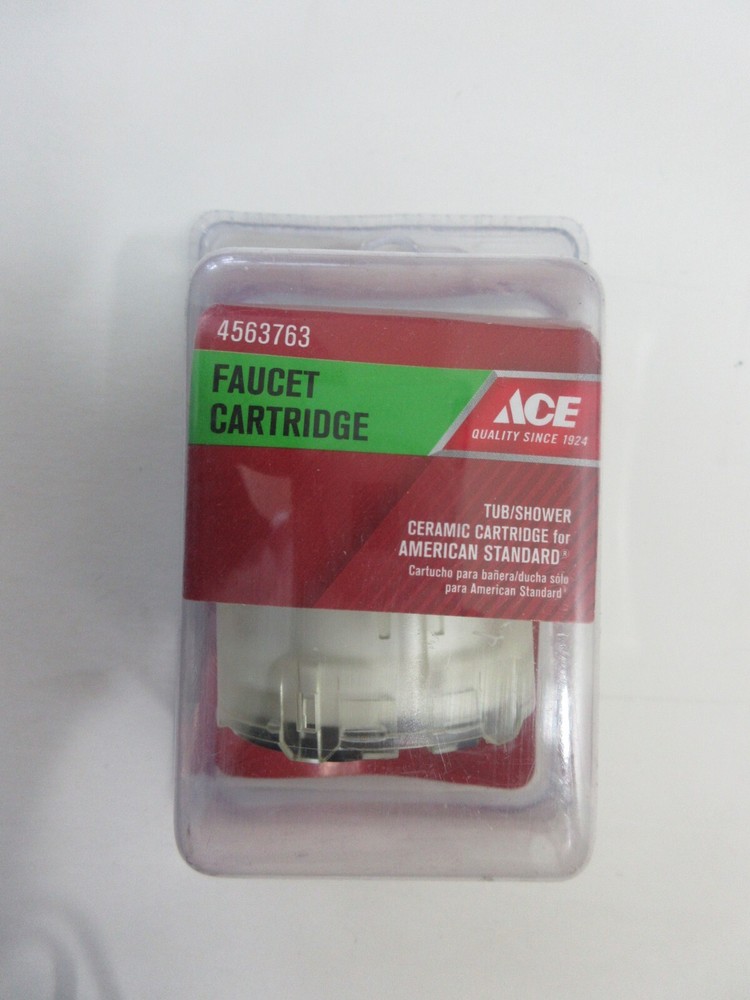 4563763
FAUCET
CARTRIDGE
ACE
QUALITY SINCE 1924
TUB/SHOWER
CERAMIC CARTRIDGE for
AMERICAN STANDARD®
Cartucho para bañera/ducha sólo
para American Standard®